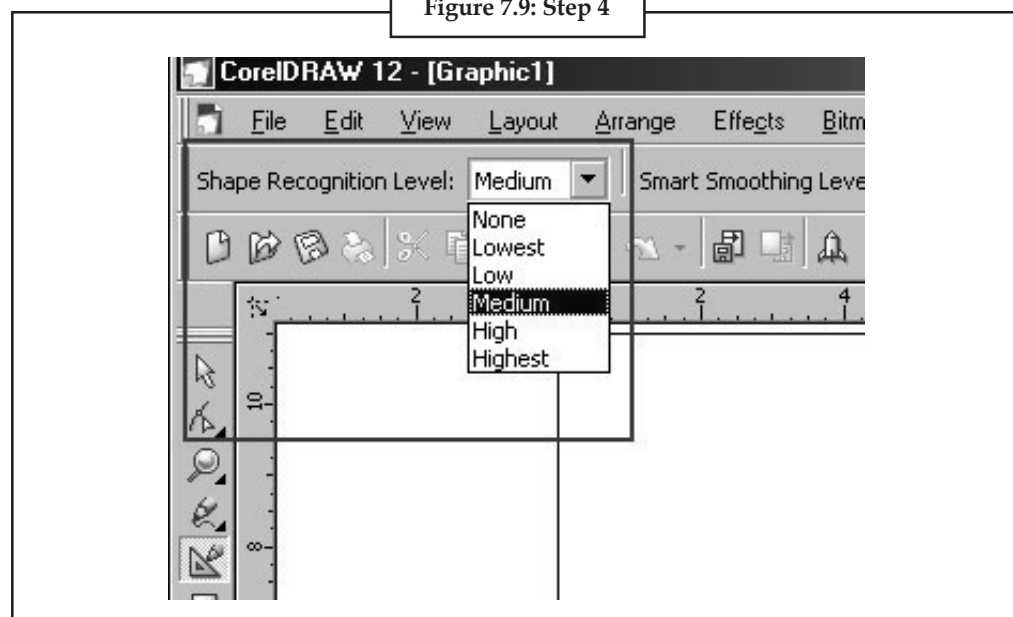 Figure 7.9: Step 4
CorelDRAW 12 - [Graphic1]
File Edit View Layout Arrange Effects Bitm
Shape Recognition Level: Medium Smart Smoothing Leve
None
Lowest
Low
Medium
High
Highest
2 2 4
10
8